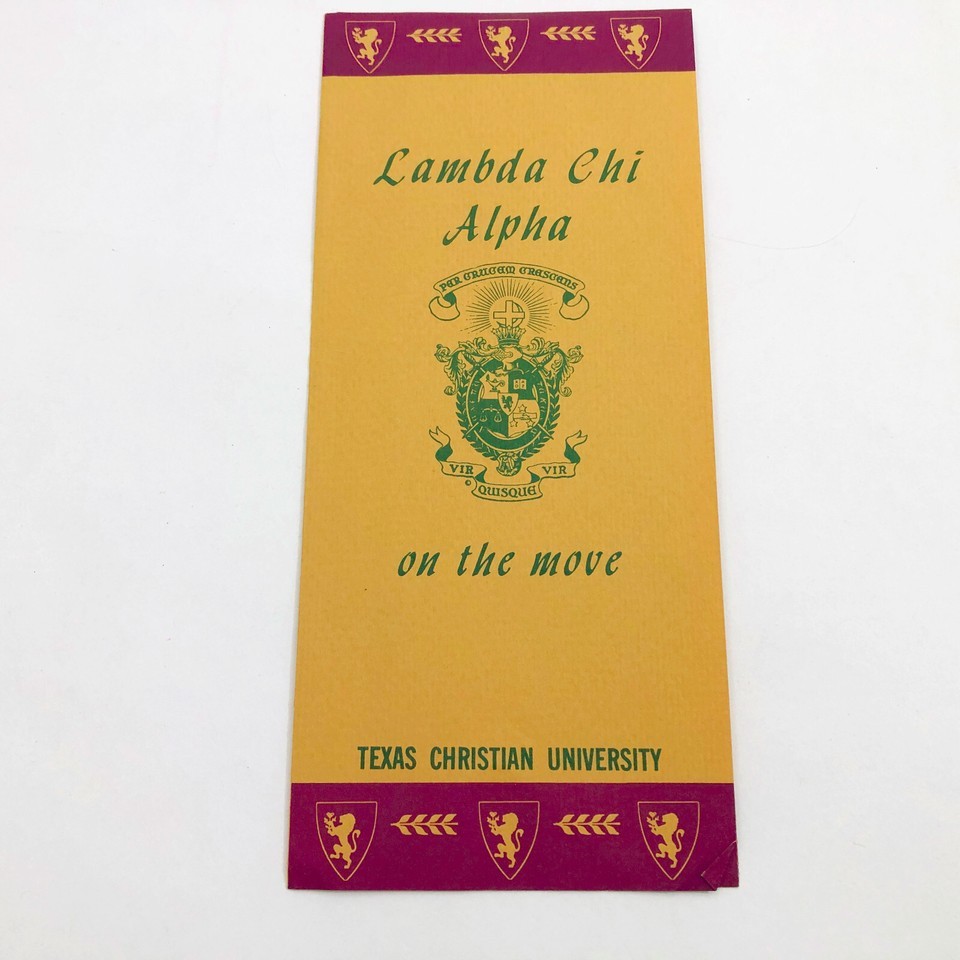 Lambda Chi
Alpha
PER CRUCEM CRESCENS
VIR VIR
© QUISQUE
on the move
TEXAS CHRISTIAN UNIVERSITY